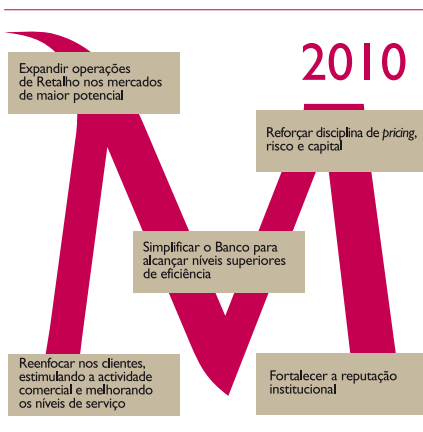 2010
Expandir operações
de Retalho nos mercados
de maior potencial
Reforçar disciplina de pricing,
risco e capital
Simplificar o Banco para
alcançar níveis superiores
de eficiência
Reenfocar nos clientes,
estimulando a actividade
comercial e melhorando
os níveis de serviço
Fortalecer a reputação
institucional